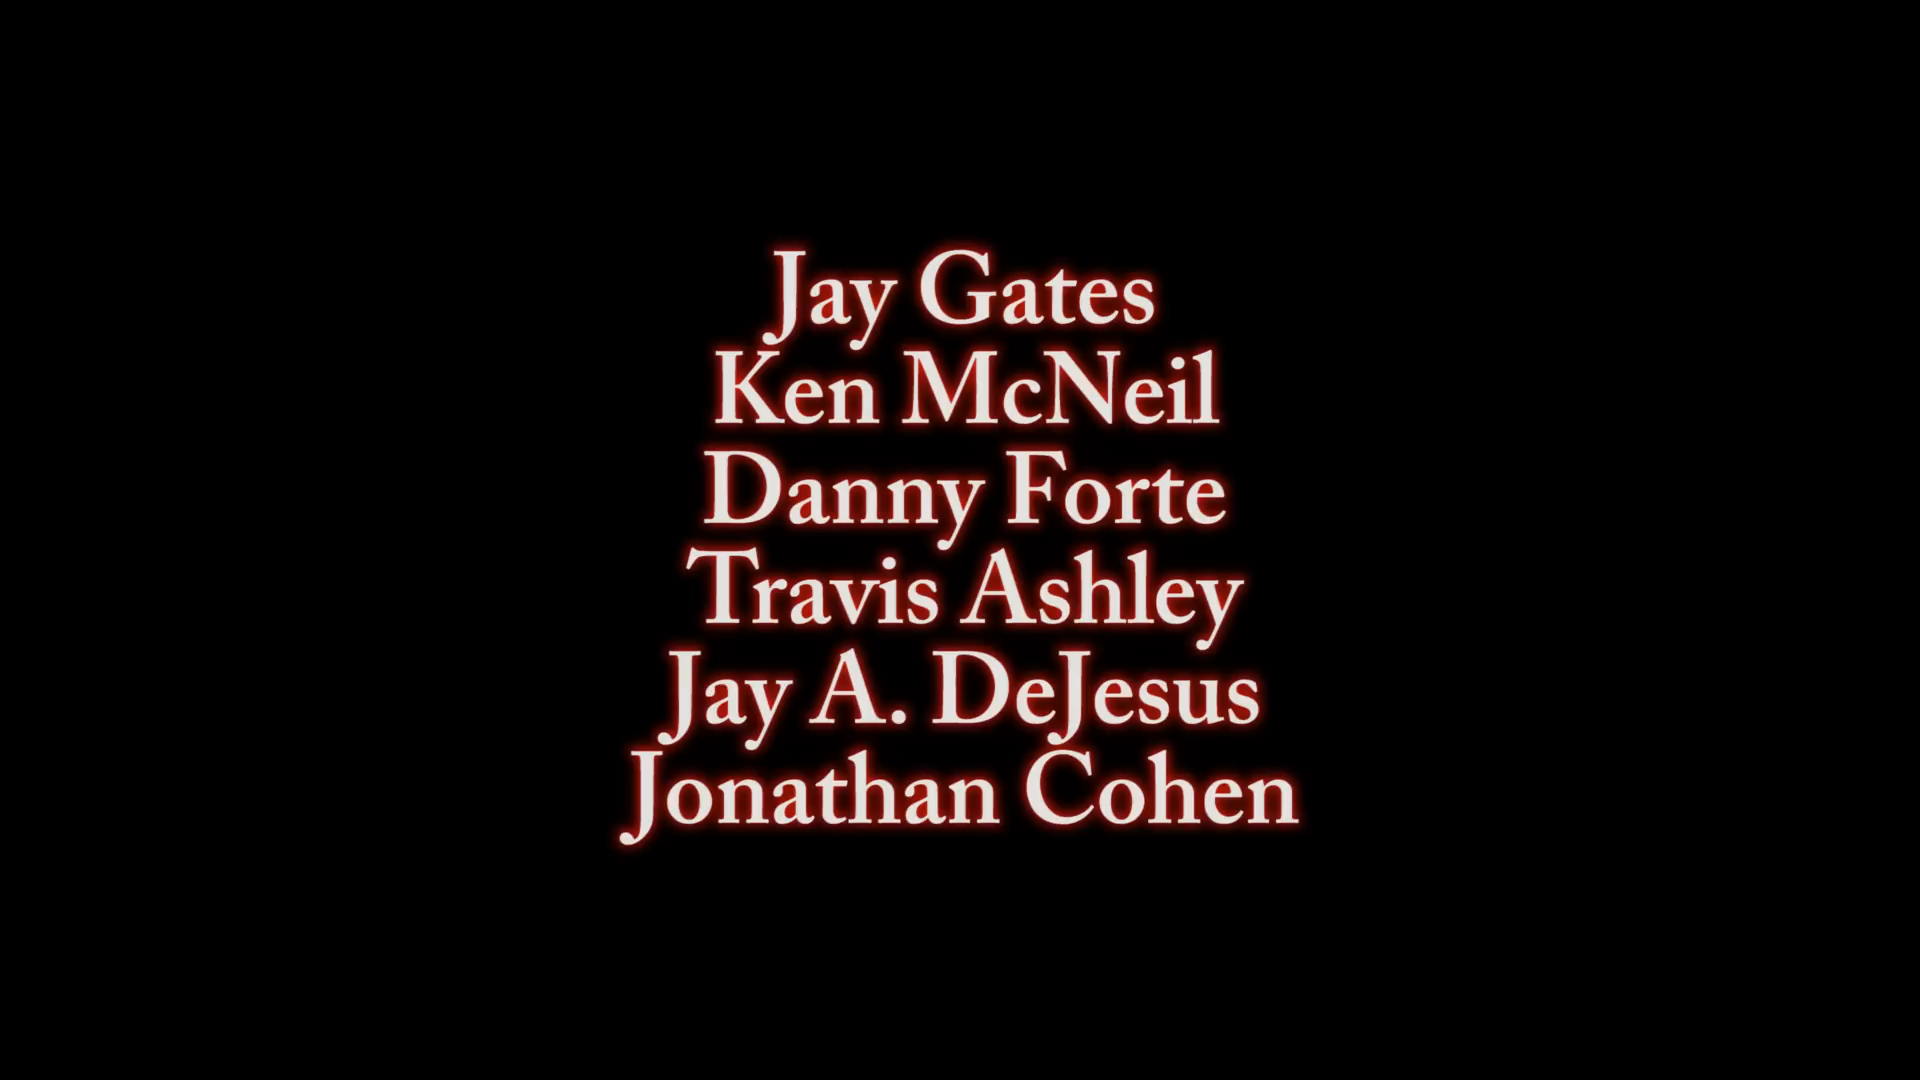 Jay Gates
Ken McNeil
Danny Forte
Travis Ashley
Jay A. DeJesus
Jonathan Cohen